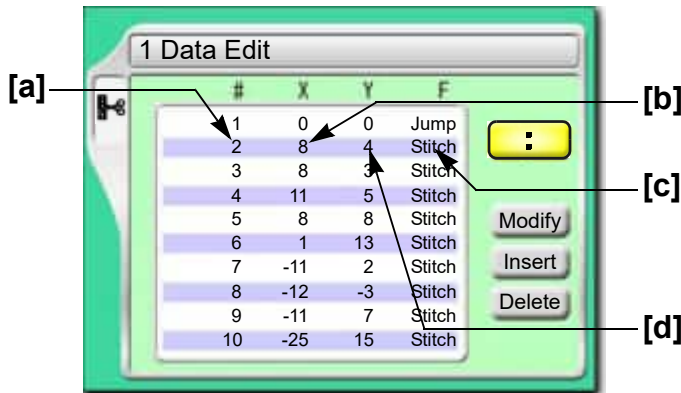 1 Data Edit
[a]
# X Y F
[b]
1 0 0 Jump
:
2 8 4 Stitch
3 8 3 Stitch
[c]
4 11 5 Stitch
5 8 8 Stitch
Modify
6 1 13 Stitch
7 -11 2 Stitch
Insert
8 -12 -3 Stitch
Delete
9 -11 7 Stitch
[d]
10 -25 15 Stitch